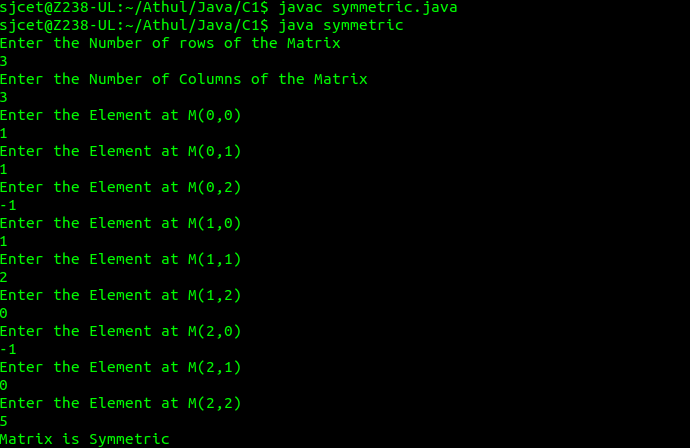 sjcet@Z238-UL:~/Athul/Java/C1$ javac symmetric.java
sjcet@Z238-UL:~/Athul/Java/C1$ java symmetric
Enter the Number of rows of the Matrix
3
Enter the Number of Columns of the Matrix
3
Enter the Element at M(0,0)
1
Enter the Element at M(0,1)
1
Enter the Element at M(0,2)
-1
Enter the Element at M(1,0)
1
Enter the Element at M(1,1)
2
Enter the Element at M(1,2)
0
Enter the Element at M(2,0)
-1
Enter the Element at M(2,1)
0
Enter the Element at M(2,2)
5
Matrix is Symmetric